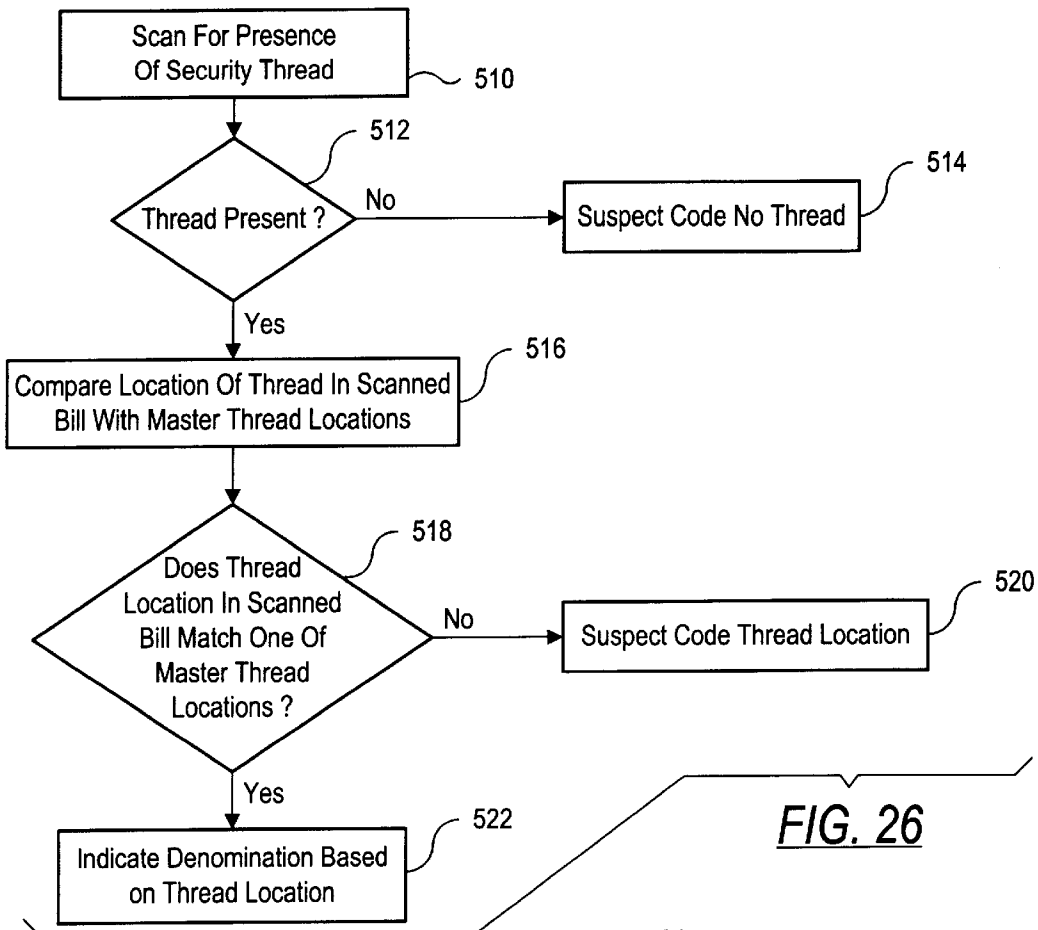 Scan For Presence
Of Security Thread
510
512
Thread Present ?
No
514
Suspect Code No Thread
Yes
516
Compare Location Of Thread In Scanned
Bill With Master Thread Locations
518
Does Thread
Location In Scanned
Bill Match One Of
Master Thread
Locations ?
No
520
Suspect Code Thread Location
Yes
522
Indicate Denomination Based
on Thread Location
FIG. 26